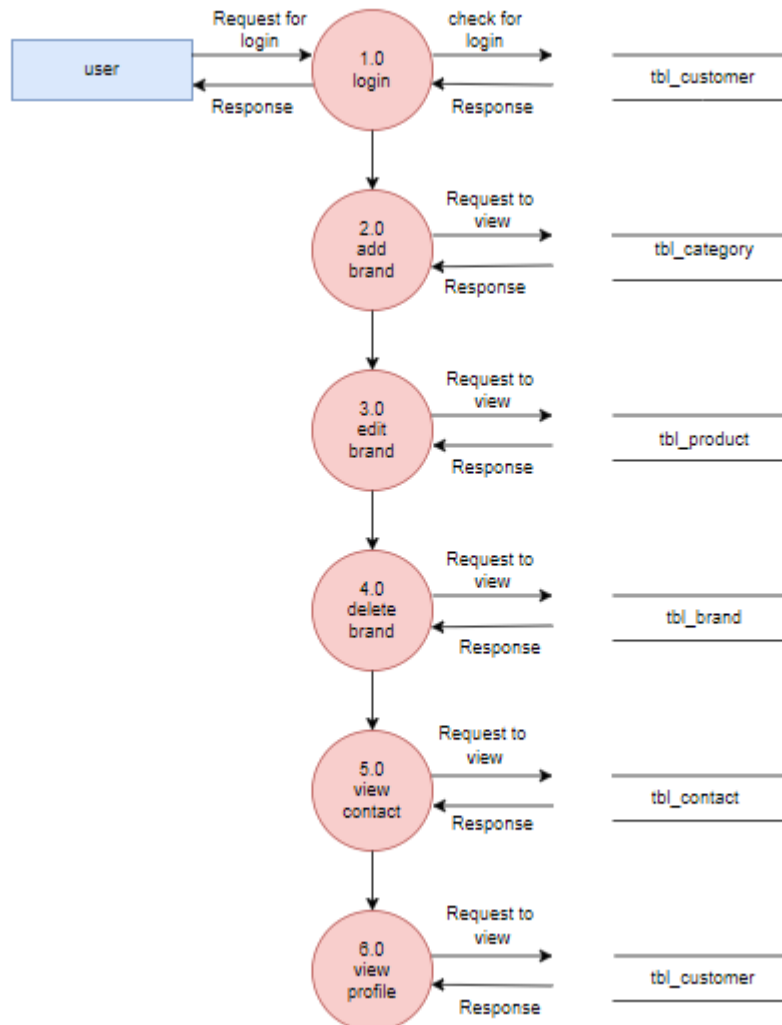 Request for
login
check for
login
user
1.0
login
tbl_customer
Response
Response
Request to
view
2.0
add
brand
tbl_category
Response
Request to
view
3.0
edit
brand
tbl_product
Response
Request to
view
4.0
delete
brand
tbl_brand
Response
Request to
view
5.0
view
contact
tbl_contact
Response
Request to
view
6.0
view
profile
tbl_customer
Response